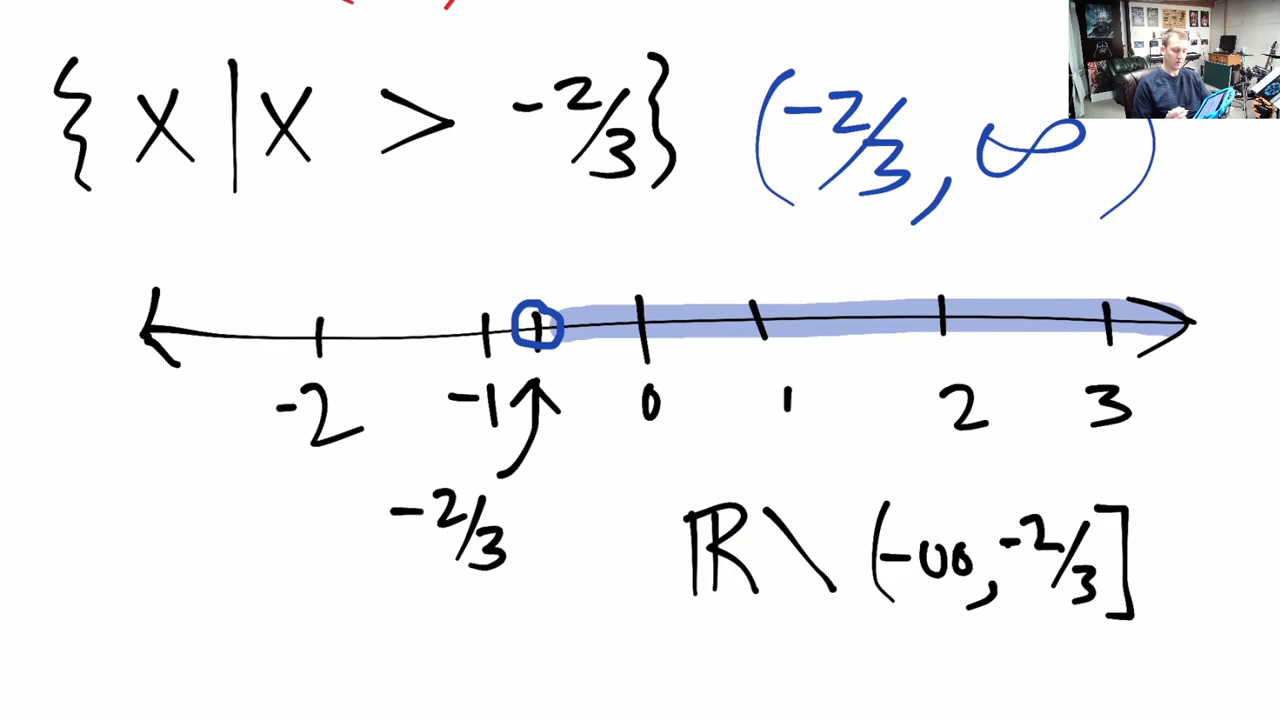 { x | x > -2/3 } (-2/3, ∞)
-2 -1 0 1 2 3
-2/3
ℝ \ (-∞, -2/3]